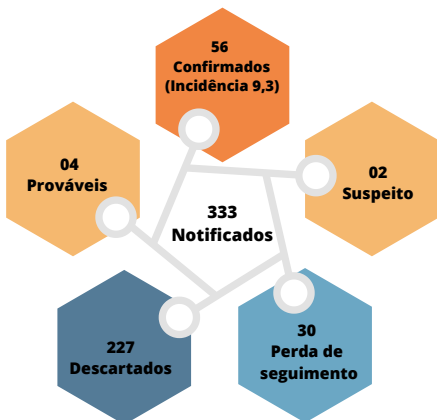 56
Confirmados
(Incidência 9,3)
04
Prováveis
02
Suspeito
333
Notificados
227
Descartados
30
Perda de
seguimento